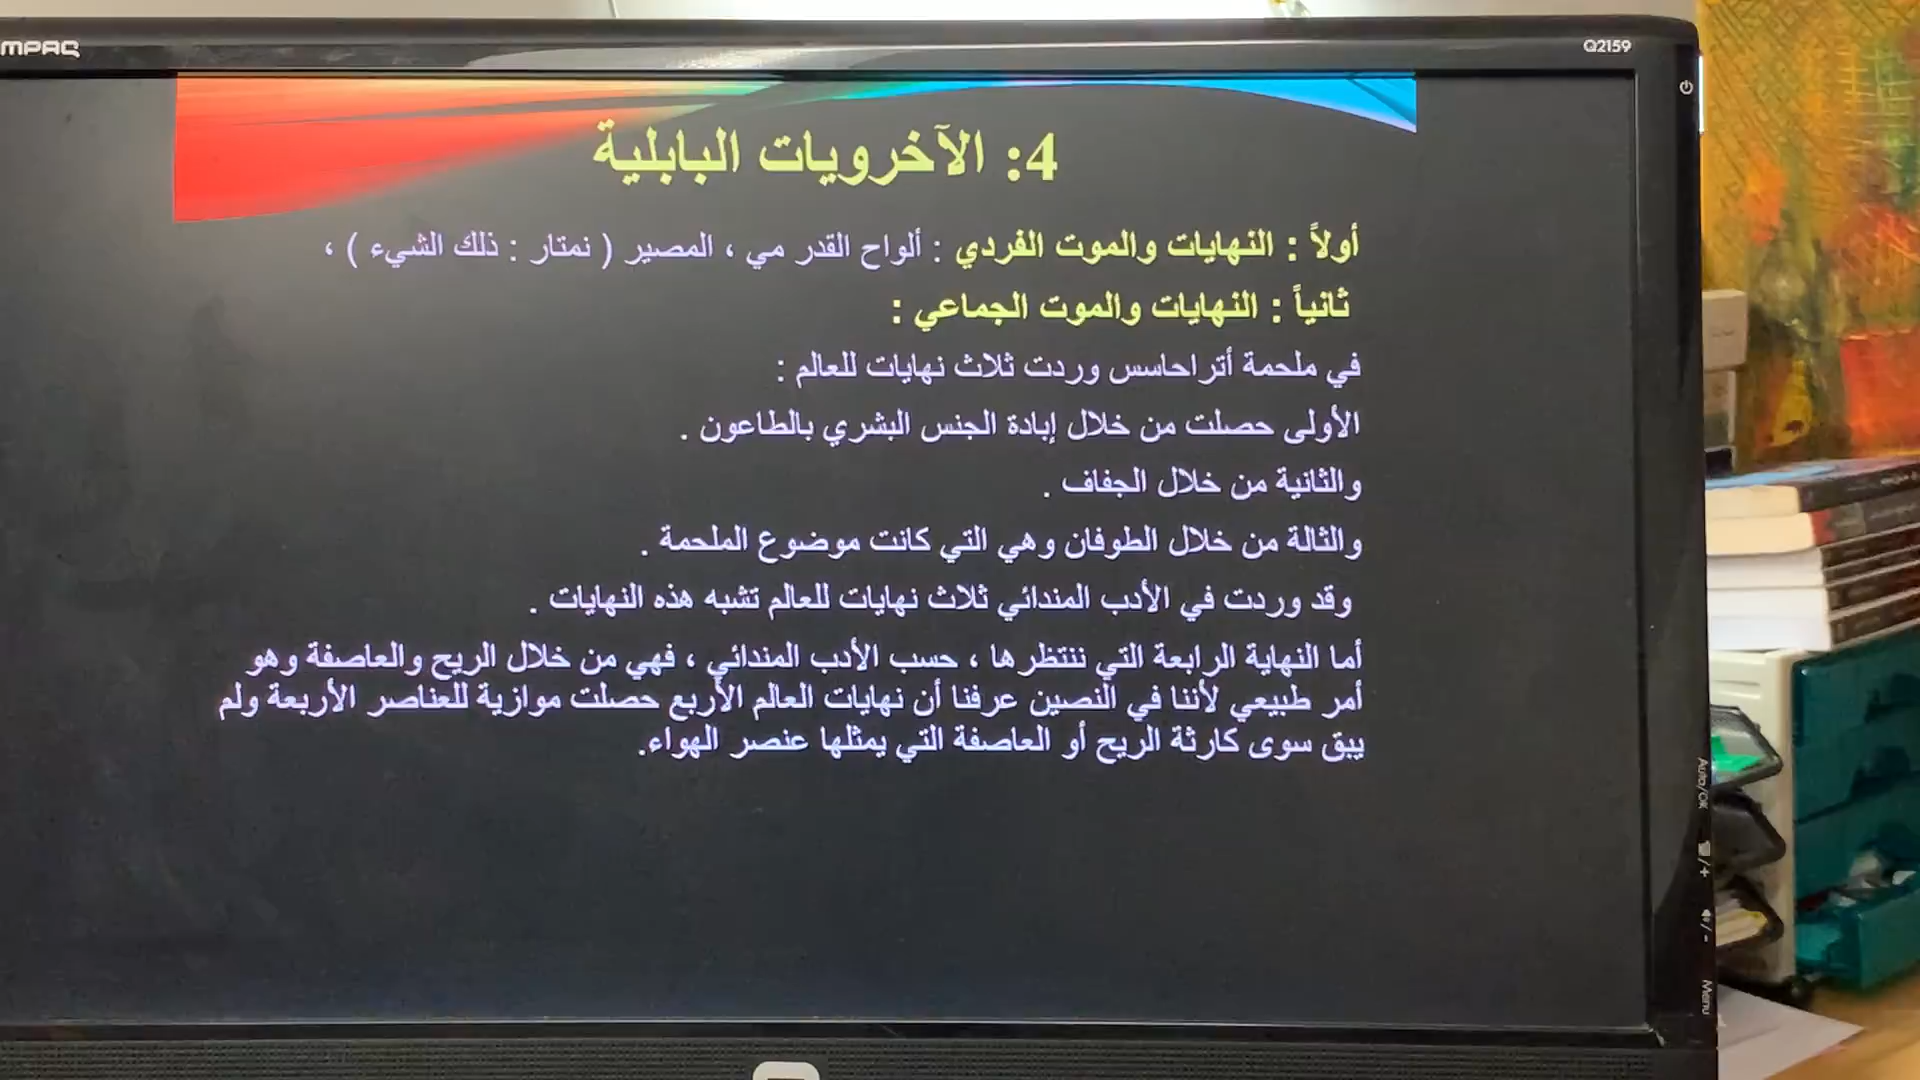 MPAQ
Q2159
4: الآخرويات البابلية
أولاً : النهايات والموت الفردي : ألواح القدر مي ، المصير ( نمتار : ذلك الشيء ) ،
ثانياً : النهايات والموت الجماعي :
في ملحمة أتراحاسس وردت ثلاث نهايات للعالم :
الأولى حصلت من خلال إبادة الجنس البشري بالطاعون .
والثانية من خلال الجفاف .
والثالة من خلال الطوفان وهي التي كانت موضوع الملحمة .
وقد وردت في الأدب المندائي ثلاث نهايات للعالم تشبه هذه النهايات .
أما النهاية الرابعة التي ننتظرها ، حسب الأدب المندائي ، فهي من خلال الريح والعاصفة وهو
أمر طبيعي لأننا في النصين عرفنا أن نهايات العالم الأربع حصلت موازية للعناصر الأربعة ولم
يبق سوى كارثة الريح أو العاصفة التي يمثلها عنصر الهواء.
Auto/OK
/+
/-
Menu